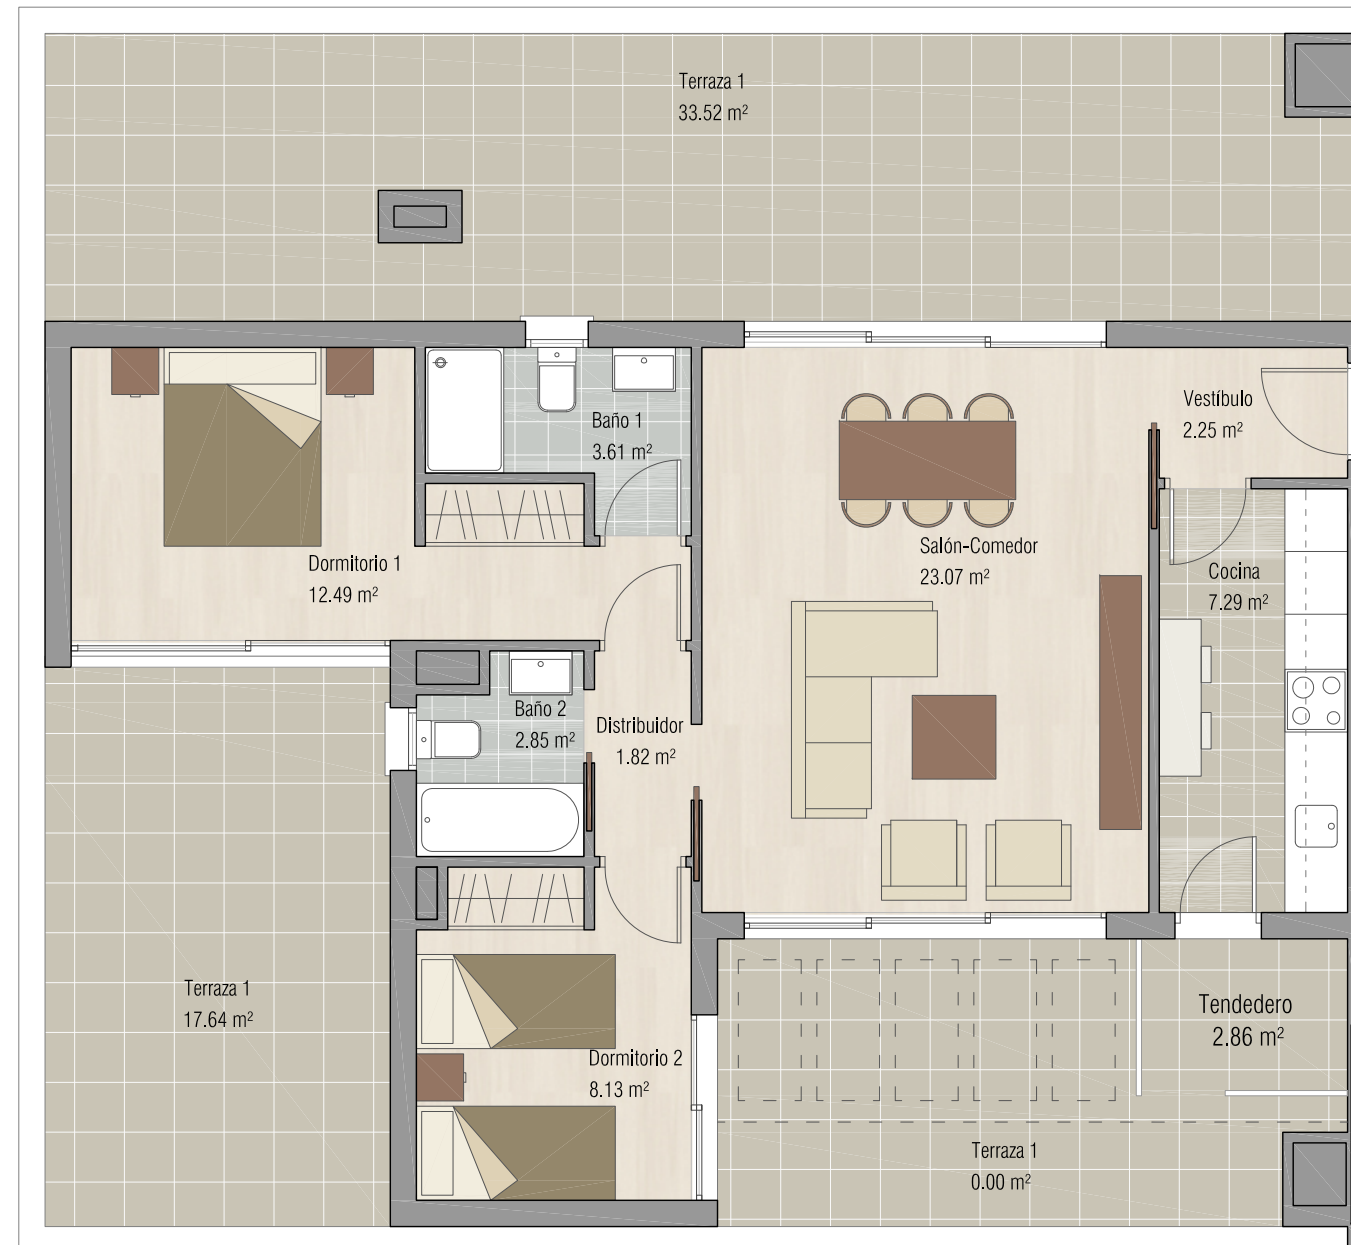 Terraza 1
33.52 m²
Vestíbulo
2.25 m²
Baño 1
3.61 m²
Salón-Comedor
23.07 m²
Dormitorio 1
12.49 m²
Cocina
7.29 m²
Baño 2
2.85 m²
Distribuidor
1.82 m²
Terraza 1
17.64 m²
Tendedero
2.86 m²
Dormitorio 2
8.13 m²
Terraza 1
0.00 m²